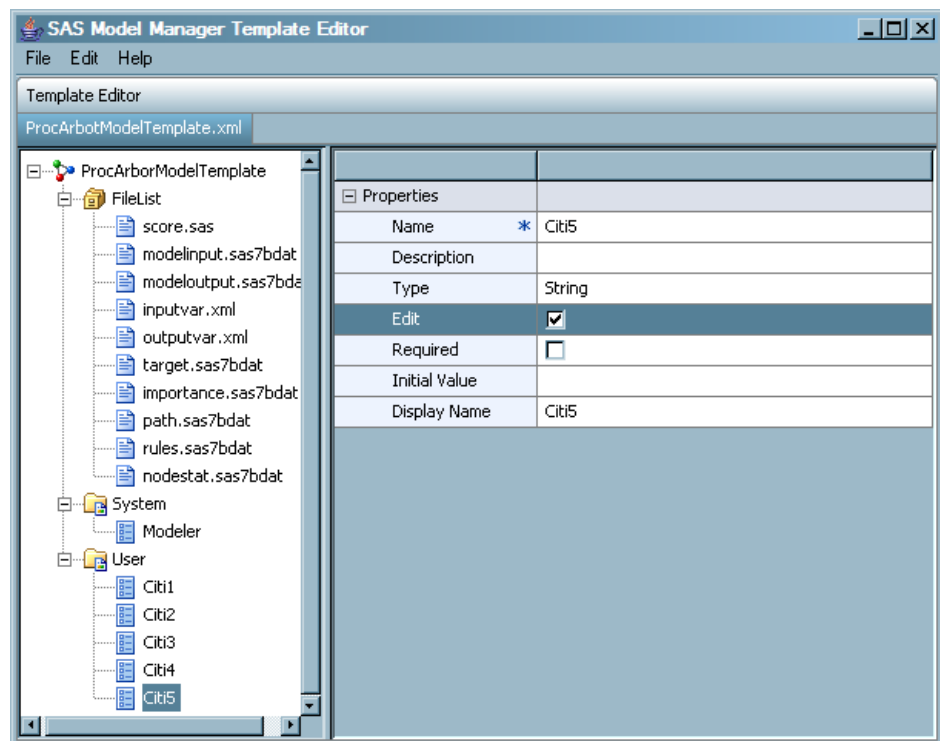 SAS Model Manager Template Editor
File Edit Help
Template Editor
ProcArbotModelTemplate.xml
ProcArborModelTemplate
FileList
score.sas
modelinput.sas7bdat
modeloutput.sas7bda
inputvar.xml
outputvar.xml
target.sas7bdat
importance.sas7bdat
path.sas7bdat
rules.sas7bdat
nodestat.sas7bdat
System
Modeler
User
Citi1
Citi2
Citi3
Citi4
Citi5
Properties
Name * Citi5
Description
Type String
Edit
Required
Initial Value
Display Name Citi5